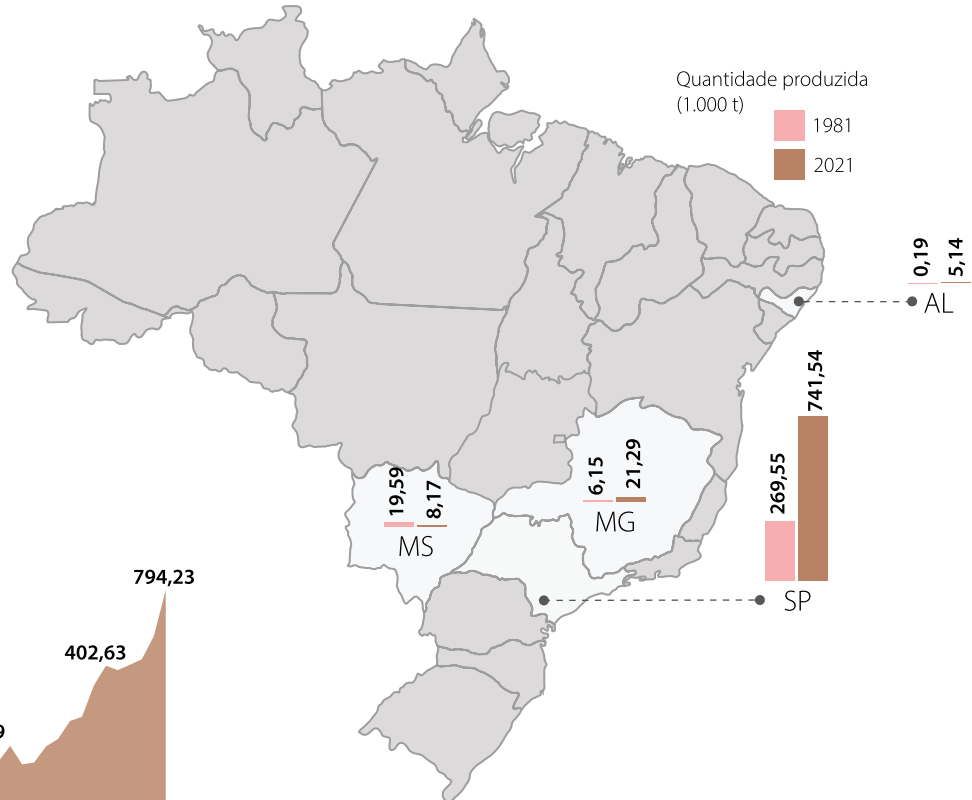 Quantidade produzida
(1.000 t)
1981
2021
0,19
5,14
AL
741,54
269,55
SP
6,15
21,29
MG
19,59
8,17
MS
794,23
402,63
9